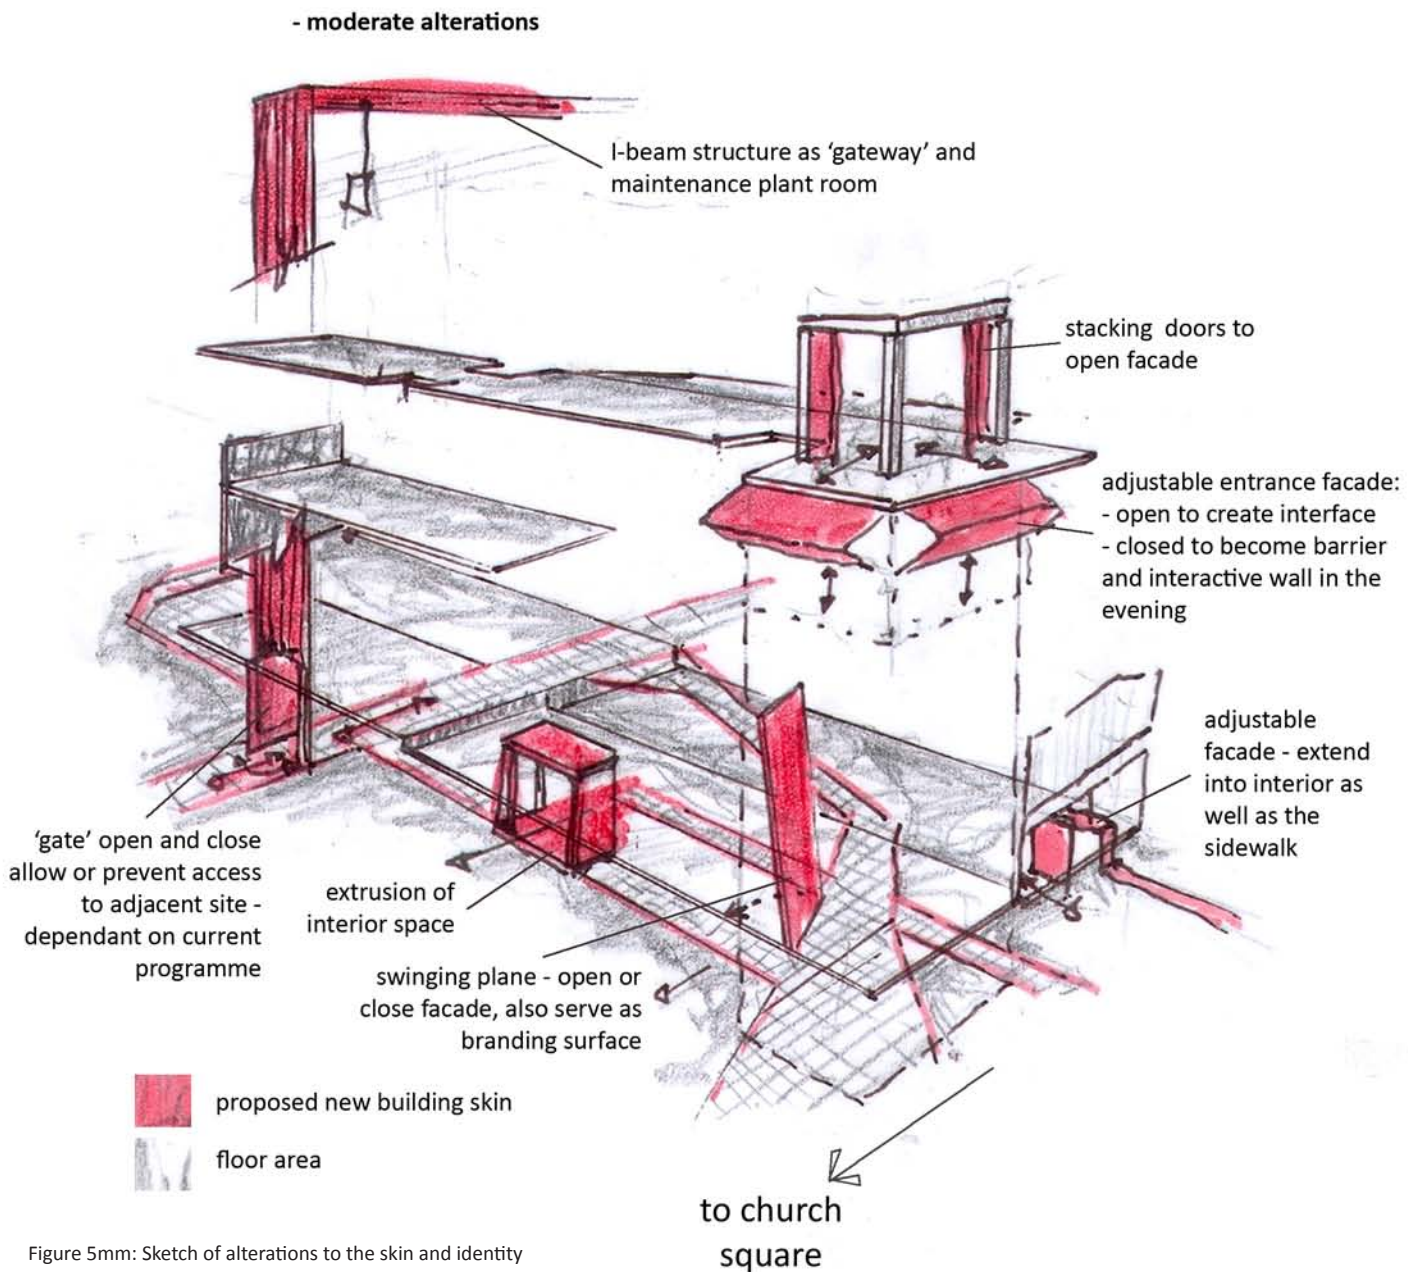 - moderate alterations
I-beam structure as ‘gateway’ and
maintenance plant room
stacking  doors to
open facade
adjustable entrance facade:
- open to create interface
- closed to become barrier
and interactive wall in the
evening
adjustable
facade - extend
into interior as
well as the
sidewalk
‘gate’ open and close
allow or prevent access
to adjacent site -
dependant on current
programme
extrusion of
interior space
swinging plane - open or
close facade, also serve as
branding surface
proposed new building skin
floor area
to church
square
Figure 5mm: Sketch of alterations to the skin and identity